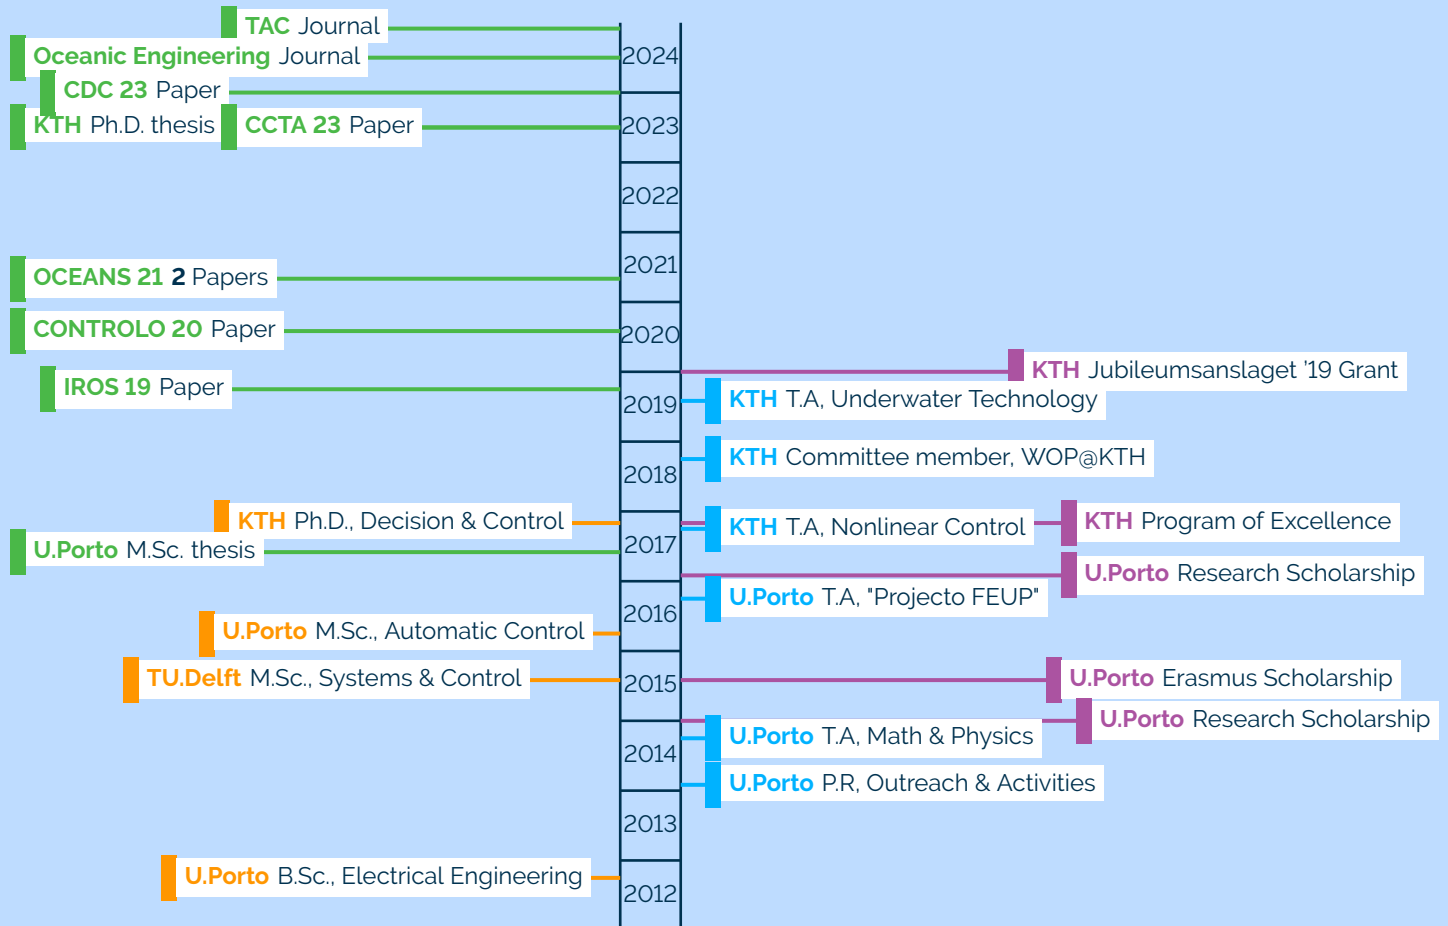 TAC Journal
Oceanic Engineering Journal
2024
CDC 23 Paper
KTH Ph.D. thesis
CCTA 23 Paper
2023
2022
2021
OCEANS 21 2 Papers
CONTROLO 20 Paper
2020
KTH Jubileumsanslaget '19 Grant
IROS 19 Paper
2019
KTH T.A, Underwater Technology
KTH Committee member, WOP@KTH
2018
KTH Ph.D., Decision & Control
KTH T.A, Nonlinear Control
KTH Program of Excellence
U.Porto M.Sc. thesis
2017
U.Porto Research Scholarship
U.Porto T.A, "Projecto FEUP"
2016
U.Porto M.Sc., Automatic Control
TU.Delft M.Sc., Systems & Control
2015
U.Porto Erasmus Scholarship
U.Porto Research Scholarship
U.Porto T.A, Math & Physics
2014
U.Porto P.R, Outreach & Activities
2013
U.Porto B.Sc., Electrical Engineering
2012